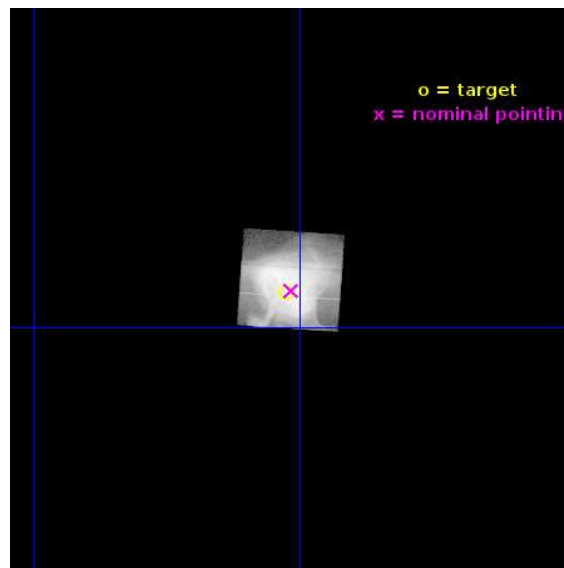 o = target
x = nominal pointin